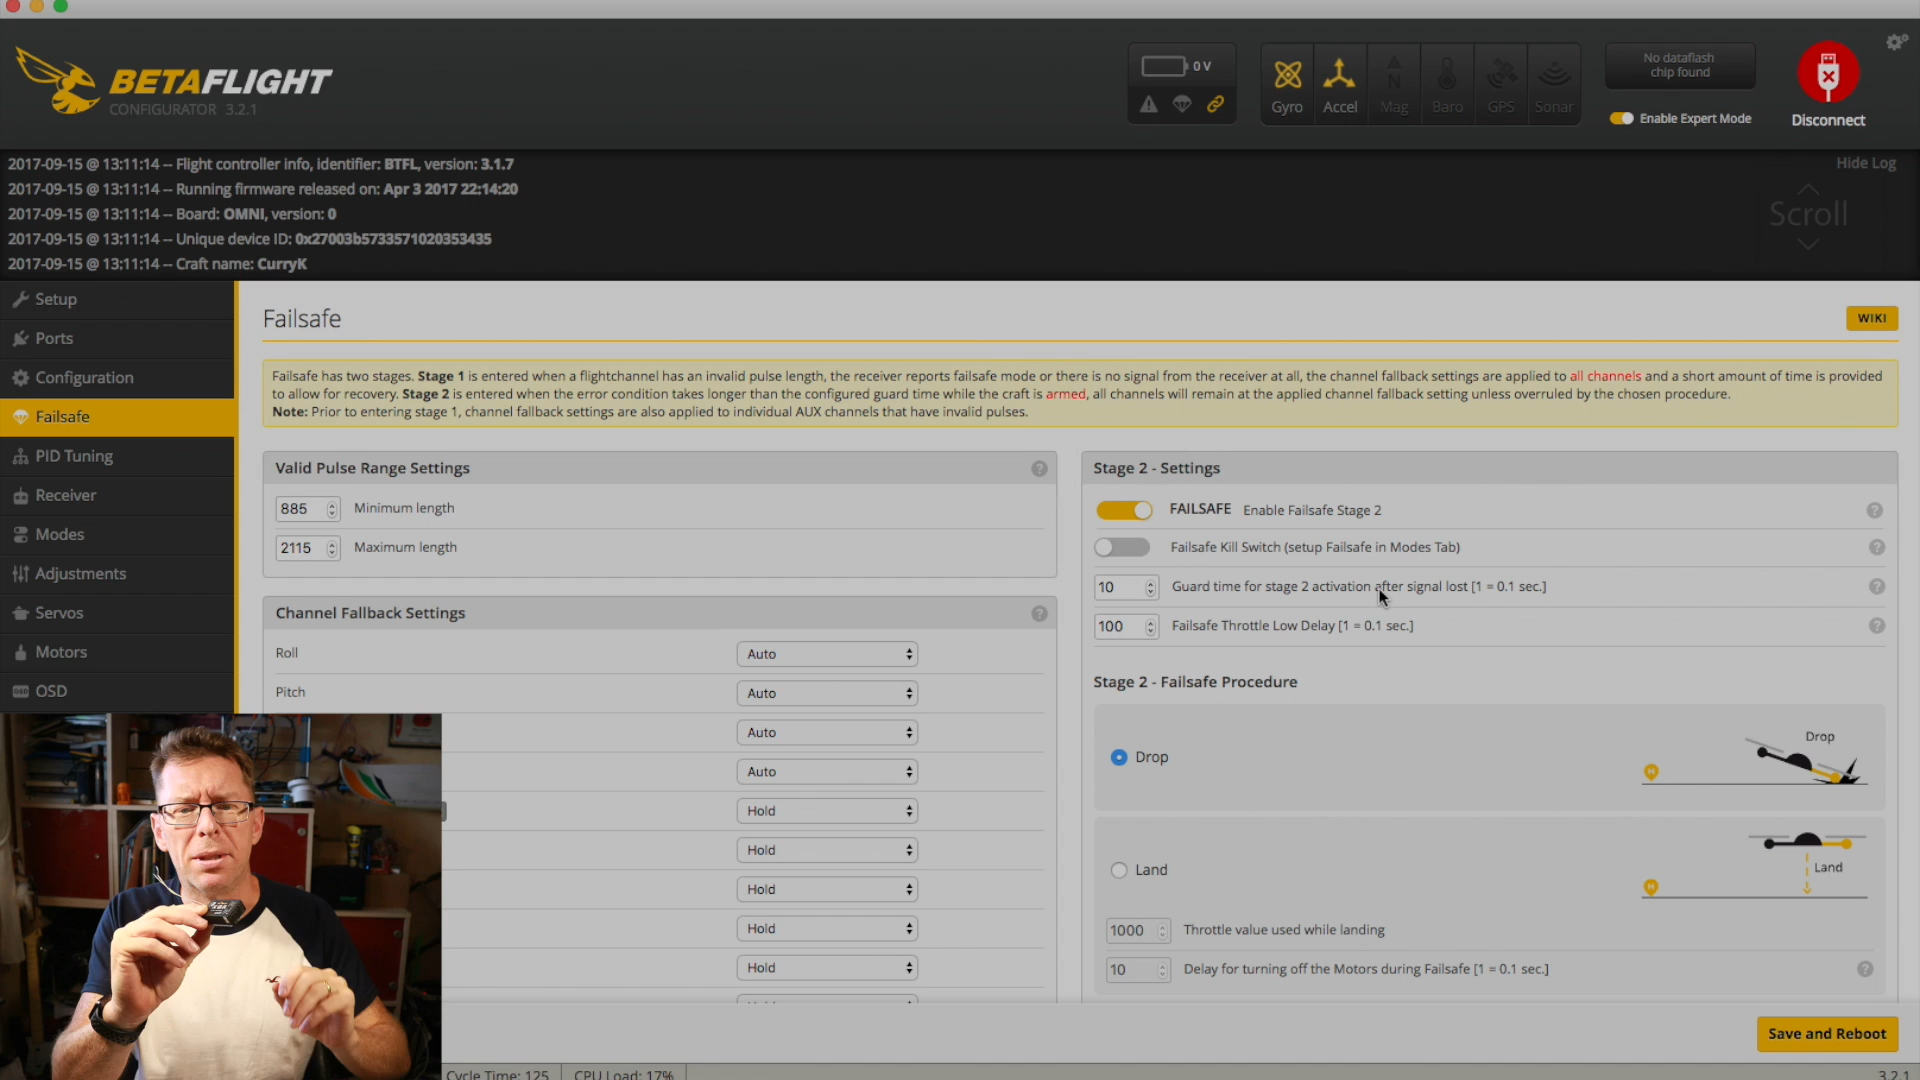 BETAFLIGHT
CONFIGURATOR 3.2.1
0 V
Gyro
Accel
Mag
Baro
GPS
Sonar
No dataflash
chip found
Enable Expert Mode
Disconnect
2017-09-15 @ 13:11:14 -- Flight controller info, identifier: BTFL, version: 3.1.7
2017-09-15 @ 13:11:14 -- Running firmware released on: Apr 3 2017 22:14:20
2017-09-15 @ 13:11:14 -- Board: OMNI, version: 0
2017-09-15 @ 13:11:14 -- Unique device ID: 0x27003b5733571020353435
2017-09-15 @ 13:11:14 -- Craft name: CurryK
Hide Log
Scroll
Setup
Ports
Configuration
Failsafe
PID Tuning
Receiver
Modes
Adjustments
Servos
Motors
OSD
Failsafe
WIKI
Failsafe has two stages. Stage 1 is entered when a flightchannel has an invalid pulse length, the receiver reports failsafe mode or there is no signal from the receiver at all, the channel fallback settings are applied to all channels and a short amount of time is provided
to allow for recovery. Stage 2 is entered when the error condition takes longer than the configured guard time while the craft is armed, all channels will remain at the applied channel fallback setting unless overruled by the chosen procedure.
Note: Prior to entering stage 1, channel fallback settings are also applied to individual AUX channels that have invalid pulses.
Valid Pulse Range Settings
885 Minimum length
2115 Maximum length
Channel Fallback Settings
Roll Auto
Pitch Auto
Auto
Auto
Hold
Hold
Hold
Hold
Hold
Stage 2 - Settings
FAILSAFE Enable Failsafe Stage 2
Failsafe Kill Switch (setup Failsafe in Modes Tab)
10 Guard time for stage 2 activation after signal lost [1 = 0.1 sec.]
100 Failsafe Throttle Low Delay [1 = 0.1 sec.]
Stage 2 - Failsafe Procedure
Drop
Drop
Land
Land
1000 Throttle value used while landing
10 Delay for turning off the Motors during Failsafe [1 = 0.1 sec.]
Save and Reboot
Cycle Time: 125
CPU Load: 17%
3.2.1